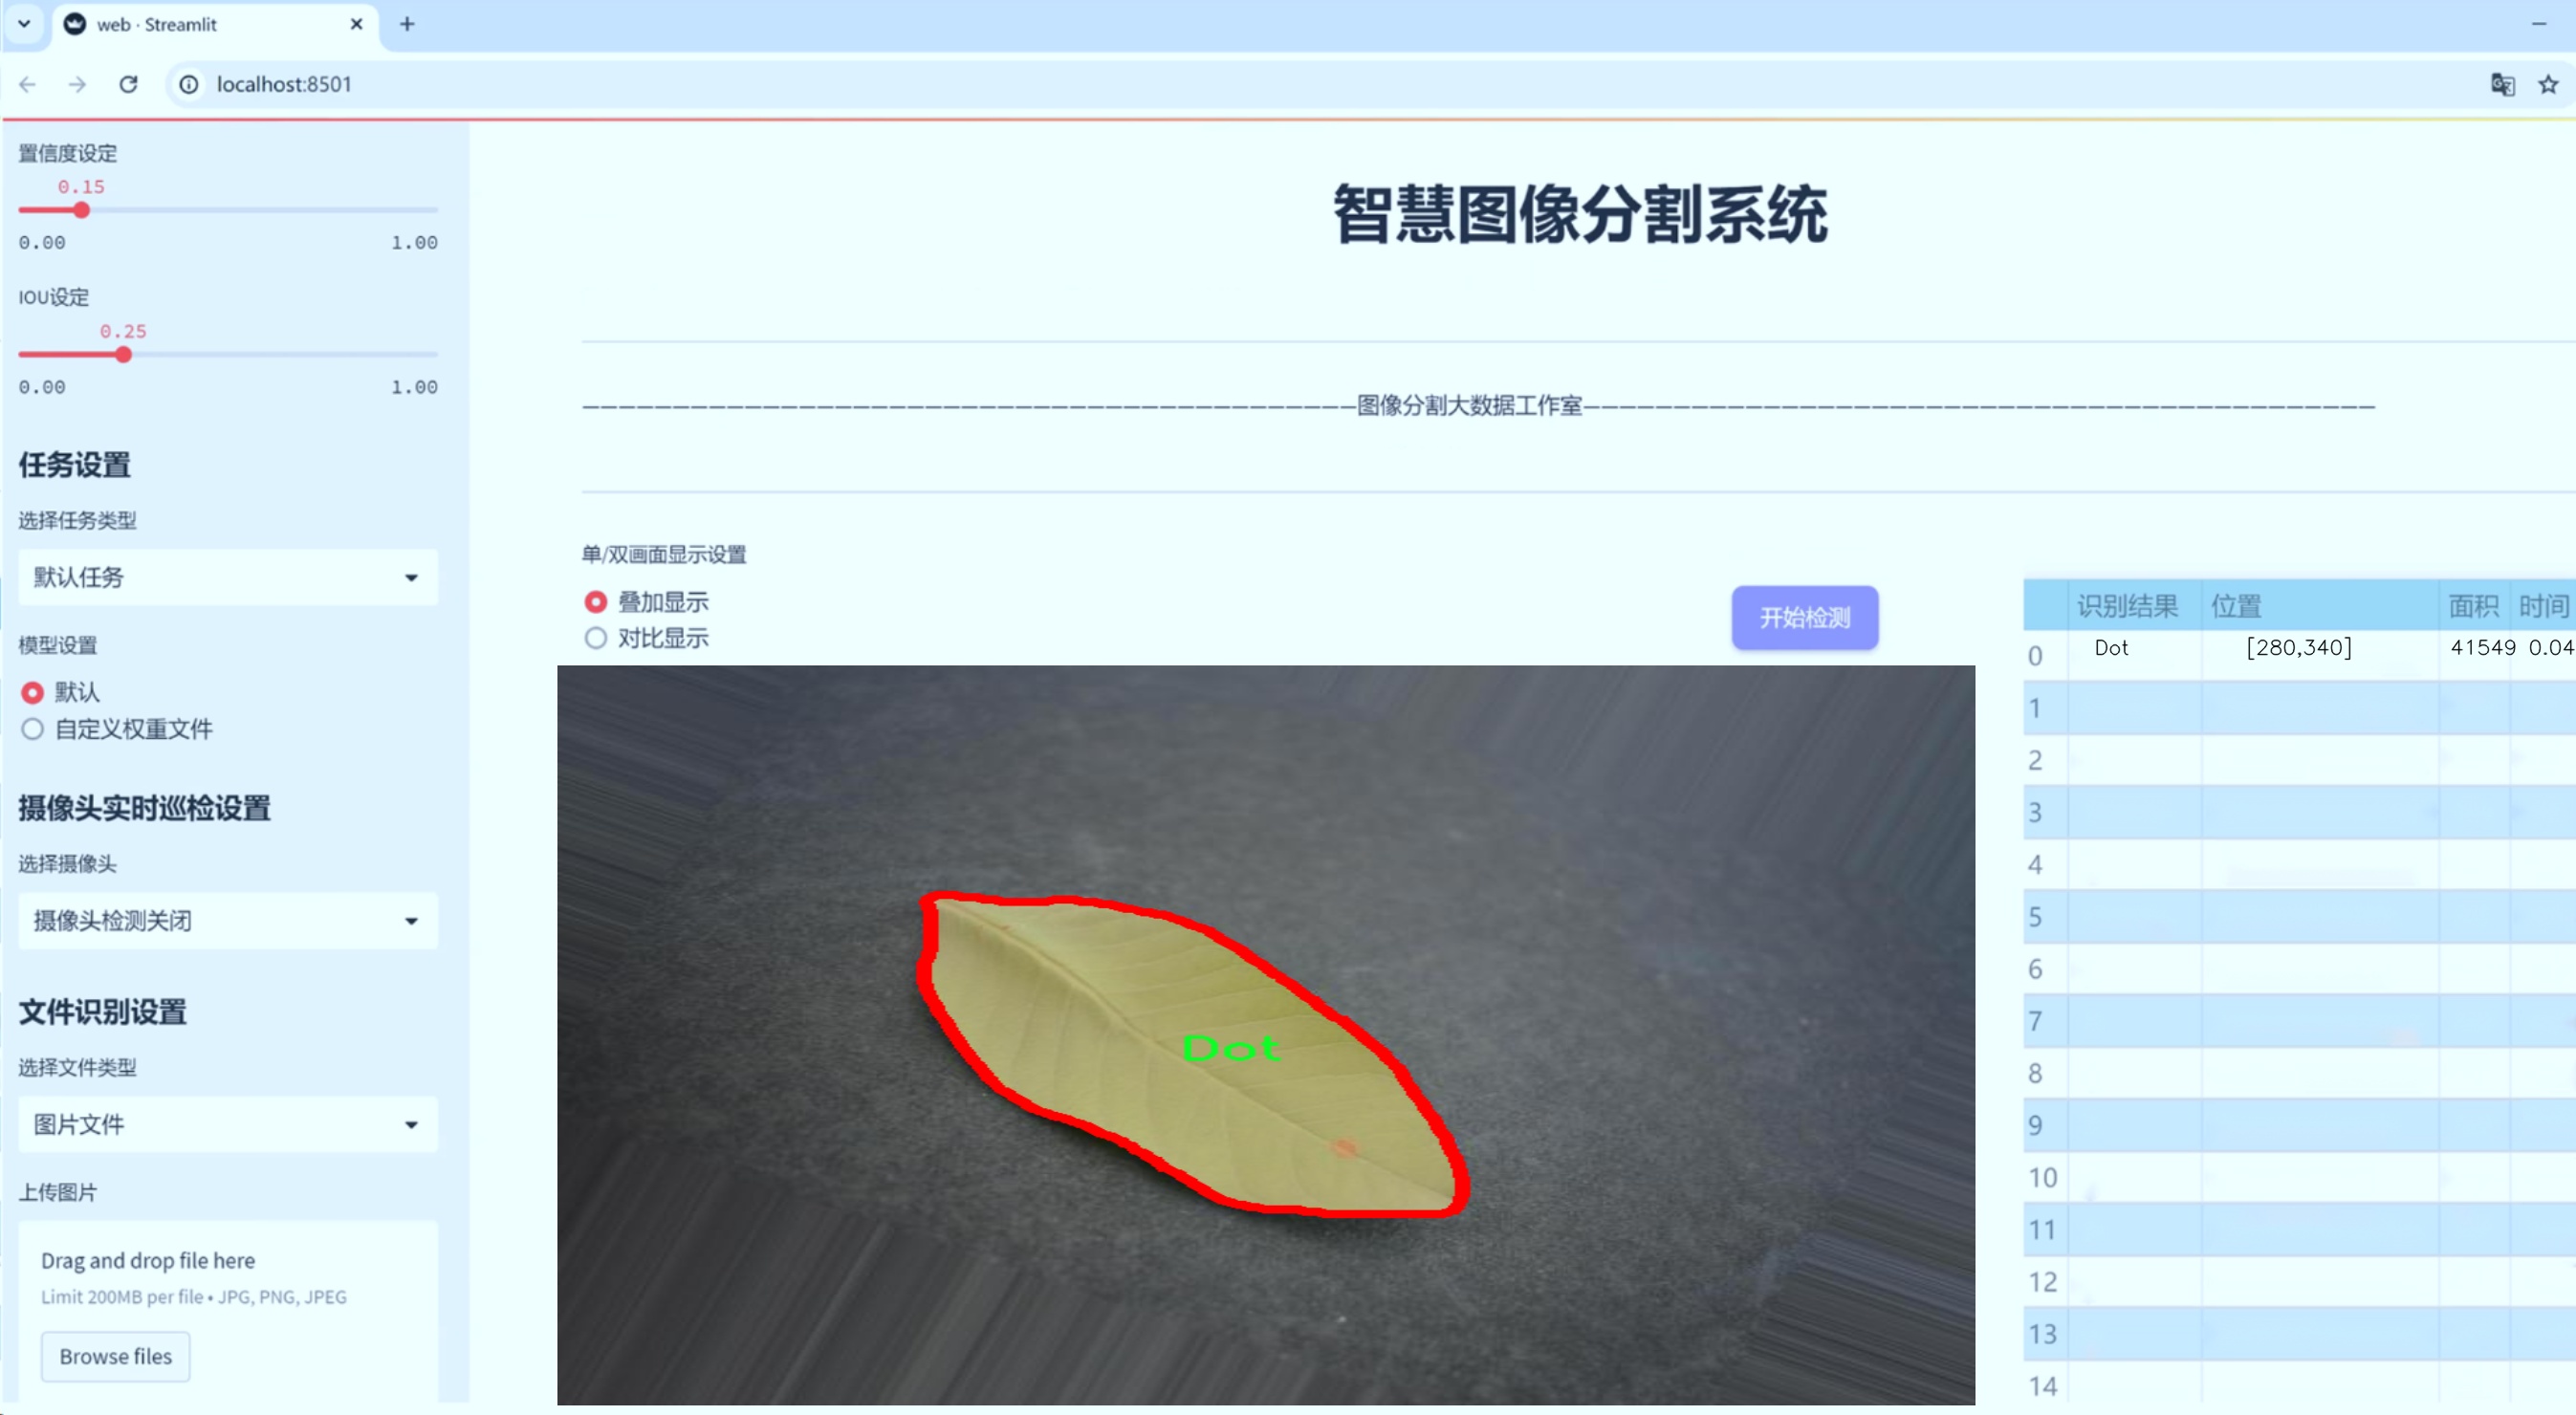 web · Streamlit
localhost:8501
置信度设定
0.15
0.00 1.00
IOU设定
0.25
0.00 1.00
任务设置
选择任务类型
默认任务
模型设置
默认
自定义权重文件
摄像头实时巡检设置
选择摄像头
摄像头检测关闭
文件识别设置
选择文件类型
图片文件
上传图片
Drag and drop file here
Limit 200MB per file • JPG, PNG, JPEG
Browse files
智慧图像分割系统
图像分割大数据工作室
单/双画面显示设置
叠加显示
对比显示
开始检测
Dot
识别结果 位置 面积 时间
0 Dot [280,340] 41549 0.04
1
2
3
4
5
6
7
8
9
10
11
12
13
14